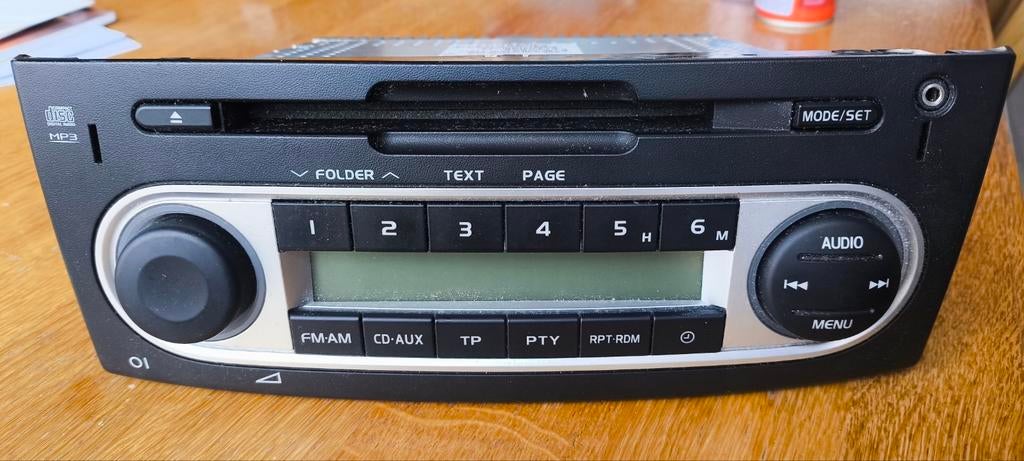 COMPACT
disc
DIGITAL AUDIO
MP3
MODE/SET
FOLDER TEXT PAGE
1 2 3 4 5 H 6 M
AUDIO
MENU
FM·AM CD·AUX TP PTY RPT·RDM